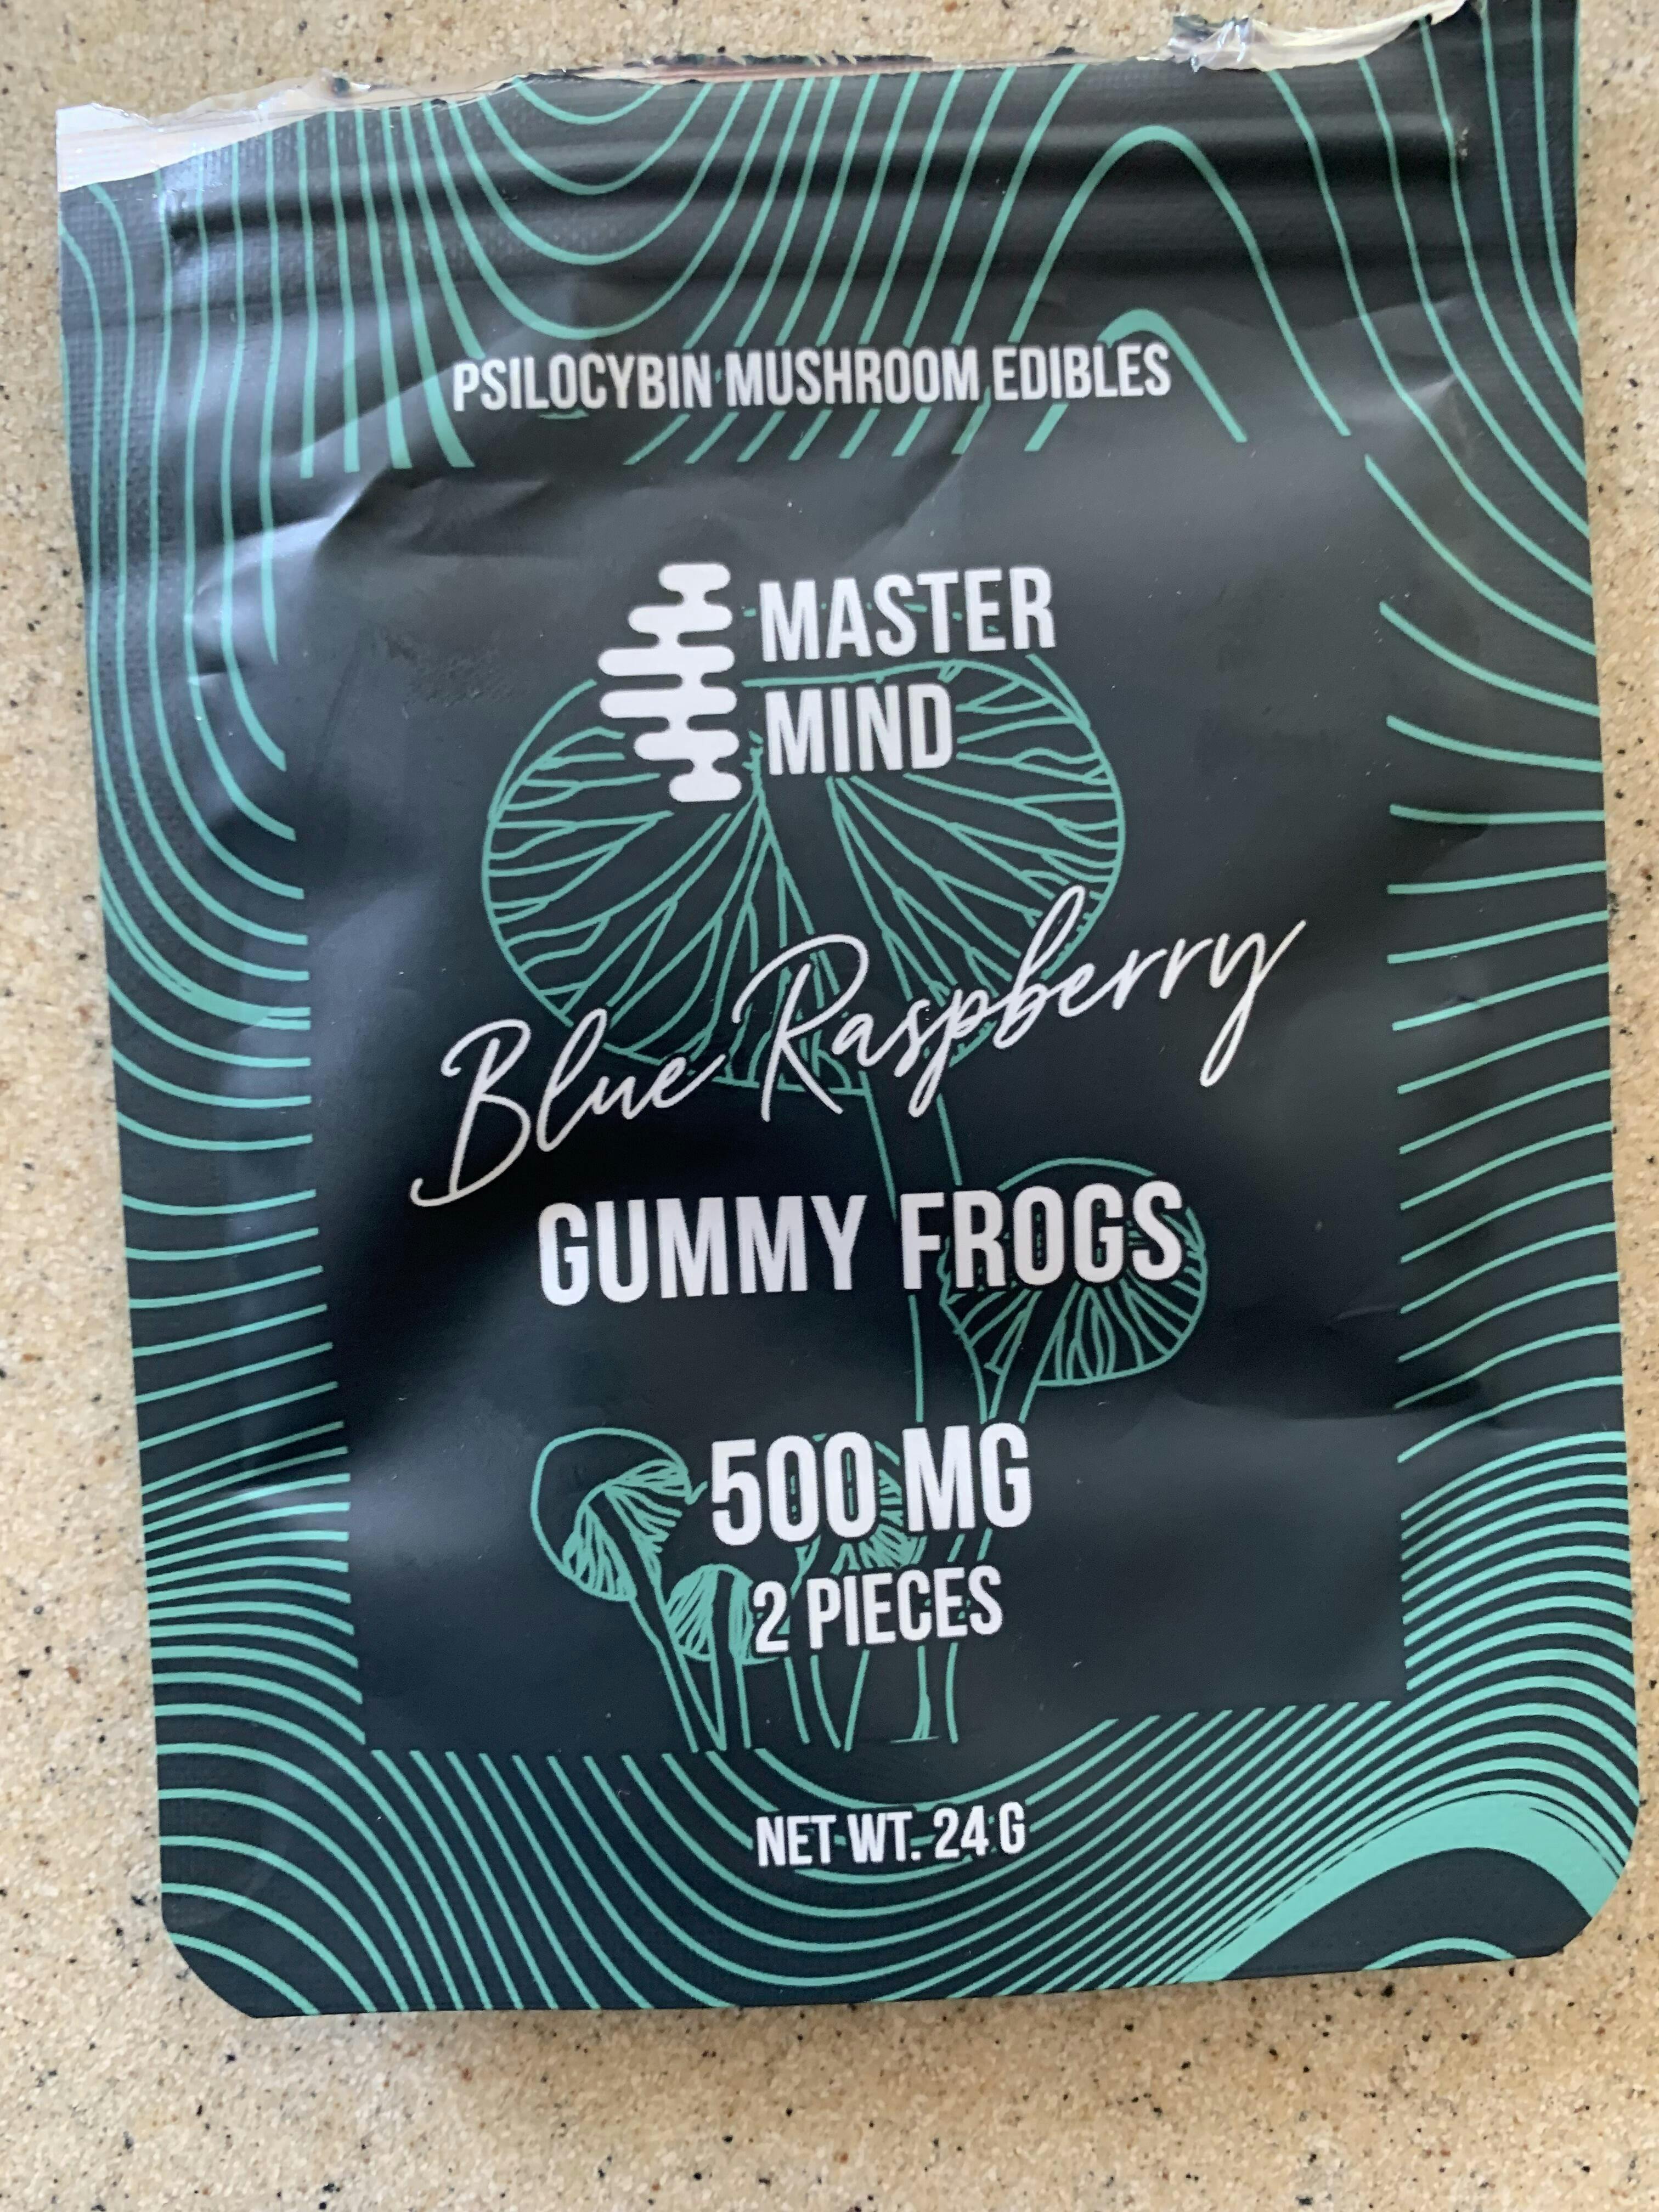 PSILOCYBIN MUSHROOM EDIBLES
MASTER
MIND
Blue Raspberry
GUMMY FROGS
500 MG
2 PIECES
NET WT. 24 G